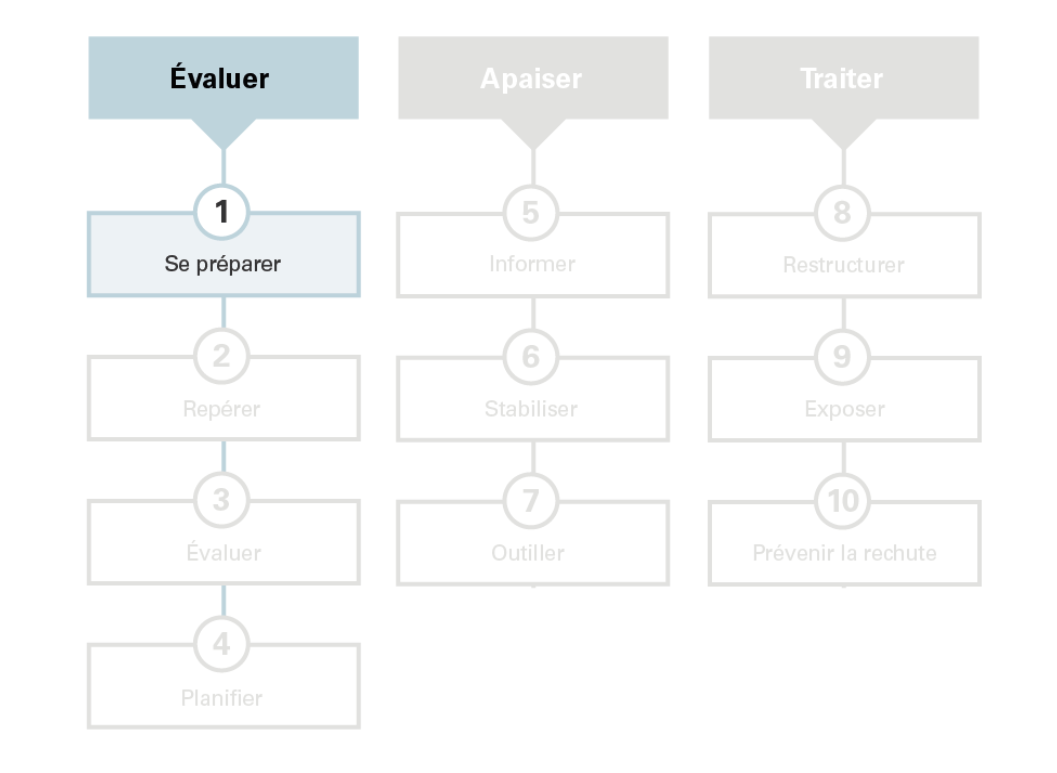 Évaluer
1
Se préparer
2
Repérer
3
Évaluer
4
Planifier
Apaiser
5
Informer
6
Stabiliser
7
Outiller
Traiter
8
Restructurer
9
Exposer
10
Prévenir la rechute